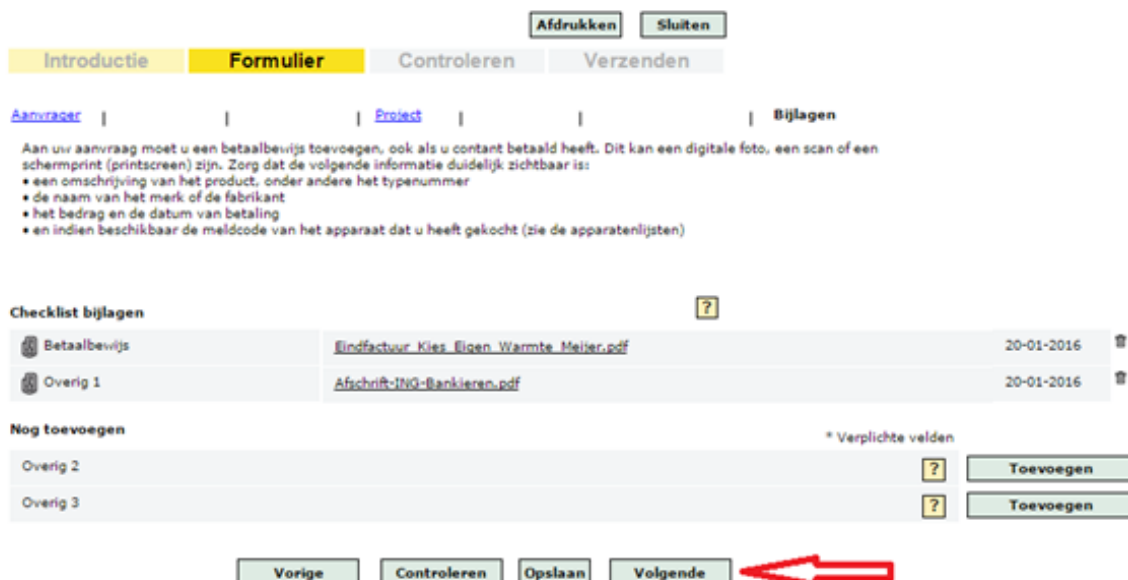 Afdrukken Sluiten
Introductie Formulier Controleren Verzenden
Aanvrager | | | Project | | | Bijlagen
Aan uw aanvraag moet u een betaalbewijs toevoegen, ook als u contant betaald heeft. Dit kan een digitale foto, een scan of een
schermprint (printscreen) zijn. Zorg dat de volgende informatie duidelijk zichtbaar is:
• een omschrijving van het product, onder andere het typenummer
• de naam van het merk of de fabrikant
• het bedrag en de datum van betaling
• en indien beschikbaar de meldcode van het apparaat dat u heeft gekocht (zie de apparatenlijsten)
Checklist bijlagen ?
Betaalbewijs Eindfactuur Kies Eigen Warmte Meijer.pdf 20-01-2016
Overig 1 Afschrift-ING-Bankieren.pdf 20-01-2016
Nog toevoegen * Verplichte velden
Overig 2 ? Toevoegen
Overig 3 ? Toevoegen
Vorige Controleren Opslaan Volgende